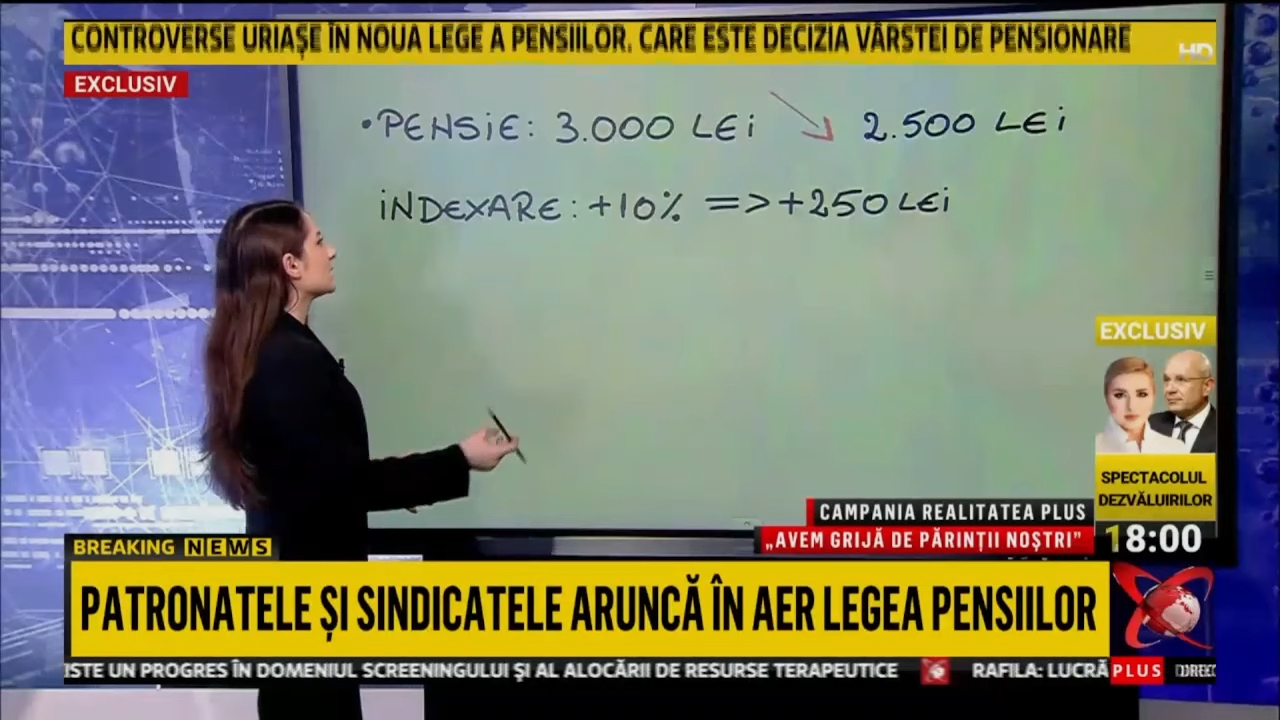 CONTROVERSE URIAȘE ÎN NOUA LEGE A PENSIILOR. CARE ESTE DECIZIA VÂRSTEI DE PENSIONARE
HD
EXCLUSIV
•PENSIE: 3.000 LEI ↘ 2.500 LEI
INDEXARE: +10% => +250 LEI
EXCLUSIV
SPECTACOLUL
DEZVĂLUIRILOR
18:00
CAMPANIA REALITATEA PLUS
„AVEM GRIJĂ DE PĂRINȚII NOȘTRI”
BREAKING NEWS
PATRONATELE ȘI SINDICATELE ARUNCĂ ÎN AER LEGEA PENSIILOR
ISTE UN PROGRES ÎN DOMENIUL SCREENINGULUI ȘI AL ALOCĂRII DE RESURSE TERAPEUTICE RAFILA: LUCRĂ
PLUS